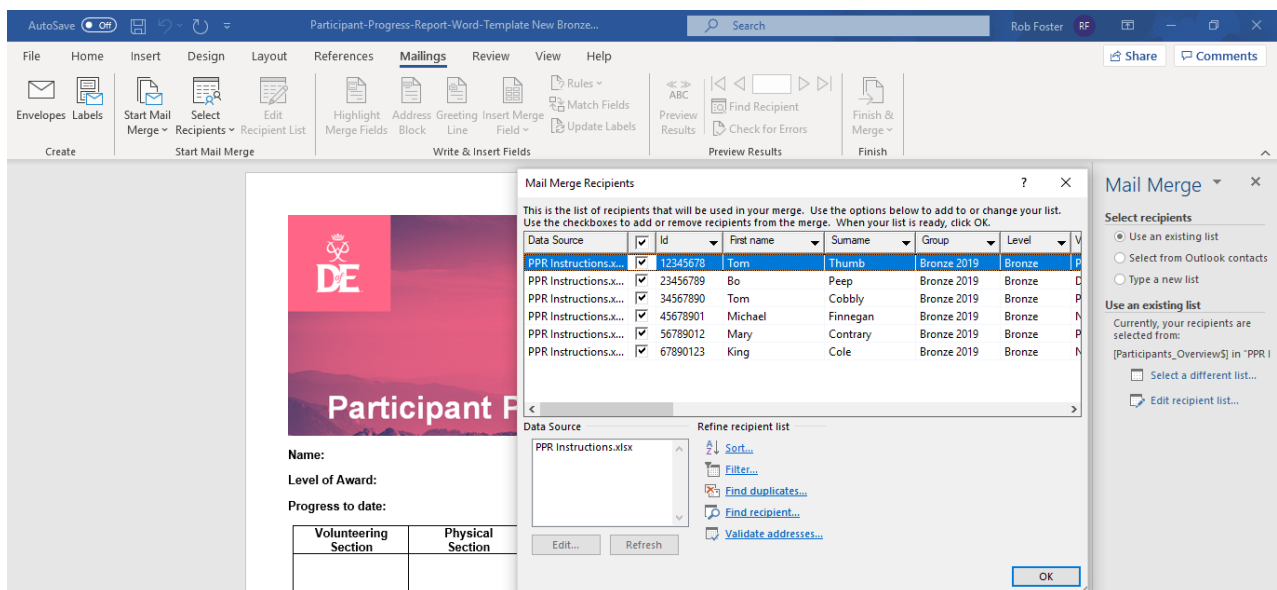 AutoSave Off Participant-Progress-Report-Word-Template New Bronze... Search Rob Foster RF
File Home Insert Design Layout References Mailings Review View Help Share Comments
Envelopes Labels Start Mail Merge Select Recipients Edit Recipient List Highlight Merge Fields Address Block Greeting Line Insert Merge Field Rules Match Fields Update Labels ABC Preview Results Find Recipient Check for Errors Finish & Merge
Create Start Mail Merge Write & Insert Fields Preview Results Finish
Mail Merge Recipients ?
This is the list of recipients that will be used in your merge. Use the options below to add to or change your list.
Use the checkboxes to add or remove recipients from the merge. When your list is ready, click OK.
Data Source Id First name Surname Group Level V
PPR Instructions.x... 12345678 Tom Thumb Bronze 2019 Bronze P
PPR Instructions.x... 23456789 Bo Peep Bronze 2019 Bronze D
PPR Instructions.x... 34567890 Tom Cobbly Bronze 2019 Bronze P
PPR Instructions.x... 45678901 Michael Finnegan Bronze 2019 Bronze N
PPR Instructions.x... 56789012 Mary Contrary Bronze 2019 Bronze P
PPR Instructions.x... 67890123 King Cole Bronze 2019 Bronze N
Data Source
PPR Instructions.xlsx
Edit... Refresh
Refine recipient list
A Z Sort...
Filter...
Find duplicates...
Find recipient...
Validate addresses...
OK
DofE
Participant P
Name:
Level of Award:
Progress to date:
Volunteering Section
Physical Section
Mail Merge
Select recipients
Use an existing list
Select from Outlook contacts
Type a new list
Use an existing list
Currently, your recipients are
selected from:
[Participants_Overview$] in "PPR I
Select a different list...
Edit recipient list...